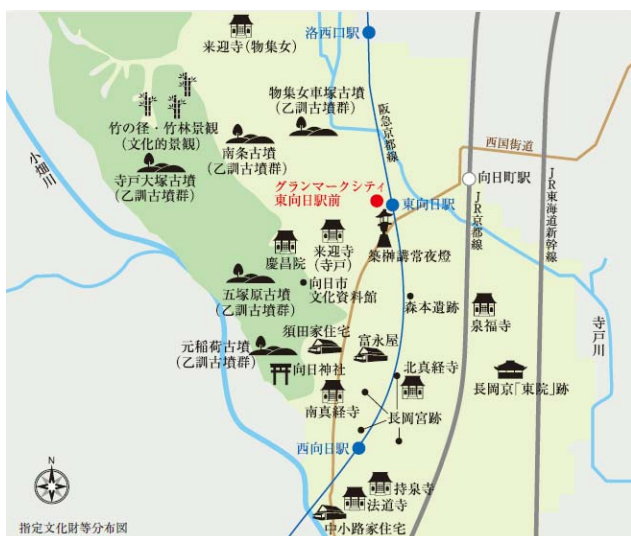 洛西口駅
来迎寺(物集女)
物集女車塚古墳
(乙訓古墳群)
阪急京都線
西国街道
竹の径・竹林景観
(文化的景観)
南条古墳
(乙訓古墳群)
寺戸大塚古墳
(乙訓古墳群)
小畑川
グランマークシティ
東向日駅前
東向日駅
向日町駅
JR京都線
JR東海道新幹線
築榊講常夜燈
来迎寺
(寺戸)
慶昌院
向日市
文化資料館
五塚原古墳
(乙訓古墳群)
森本遺跡
泉福寺
寺戸川
須田家住宅
富永屋
元稲荷古墳
(乙訓古墳群)
向日神社
北真経寺
長岡京「東院」跡
南真経寺
長岡宮跡
西向日駅
持泉寺
法道寺
中小路家住宅
N
指定文化財等分布図